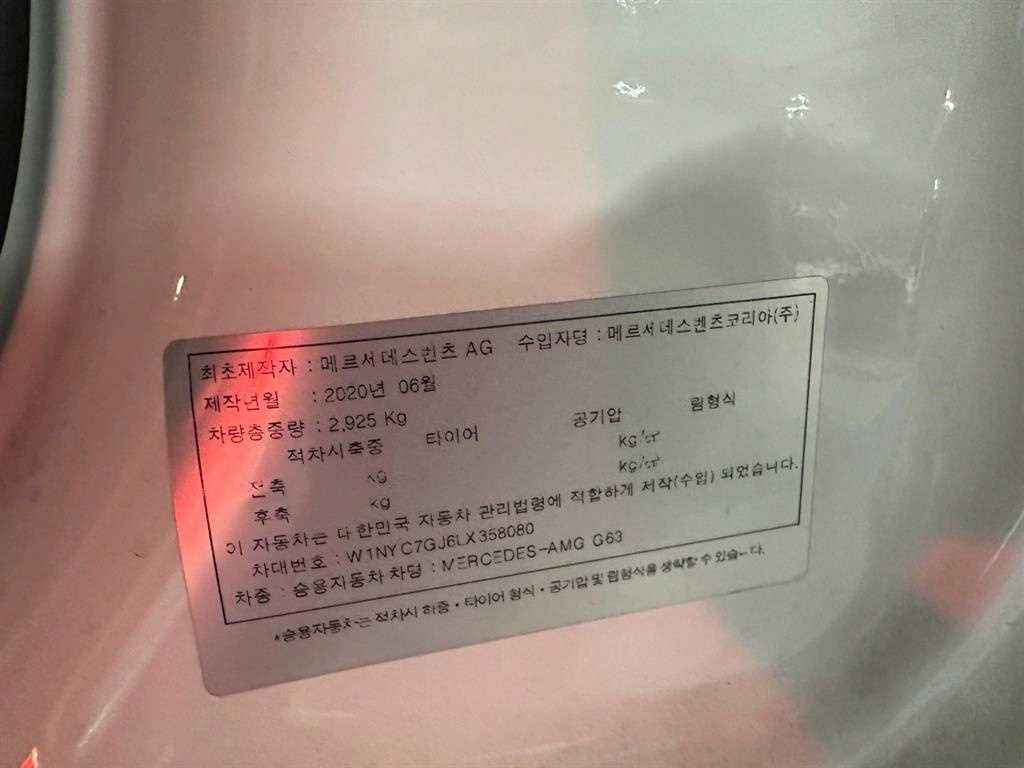 최초제작자 : 메르세데스벤츠 AG 수입자명 : 메르세데스벤츠코리아(주)
제작년월 : 2020년 06월
차량총중량 : 2,925 Kg
적차시축중 타이어 공기압 림형식
전축 kg kg/㎠
후축 kg kg/㎠
이 자동차는 대한민국 자동차 관리법령에 적합하게 제작(수입) 되었습니다.
차대번호 : W1NYC7GJ6LX358080
차종 : 승용자동차 차명 : MERCEDES-AMG G63
*승용자동차는 적차시 하중·타이어 형식·공기압 및 림형식을 생략할 수 있습니다.